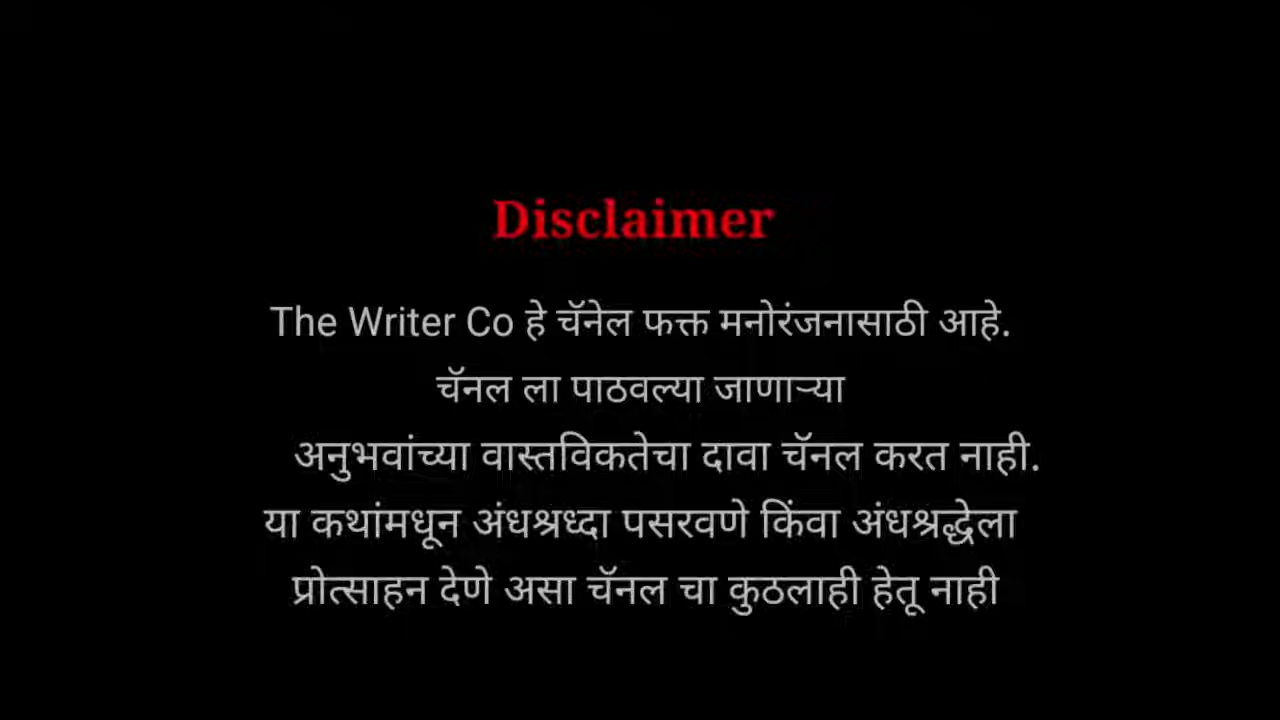 Disclaimer
The Writer Co हे चॅनेल फक्त मनोरंजनासाठी आहे.
चॅनल ला पाठवल्या जाणाऱ्या
अनुभवांच्या वास्तविकतेचा दावा चॅनल करत नाही.
या कथांमधून अंधश्रध्दा पसरवणे किंवा अंधश्रद्धेला
प्रोत्साहन देणे असा चॅनल चा कुठलाही हेतू नाही